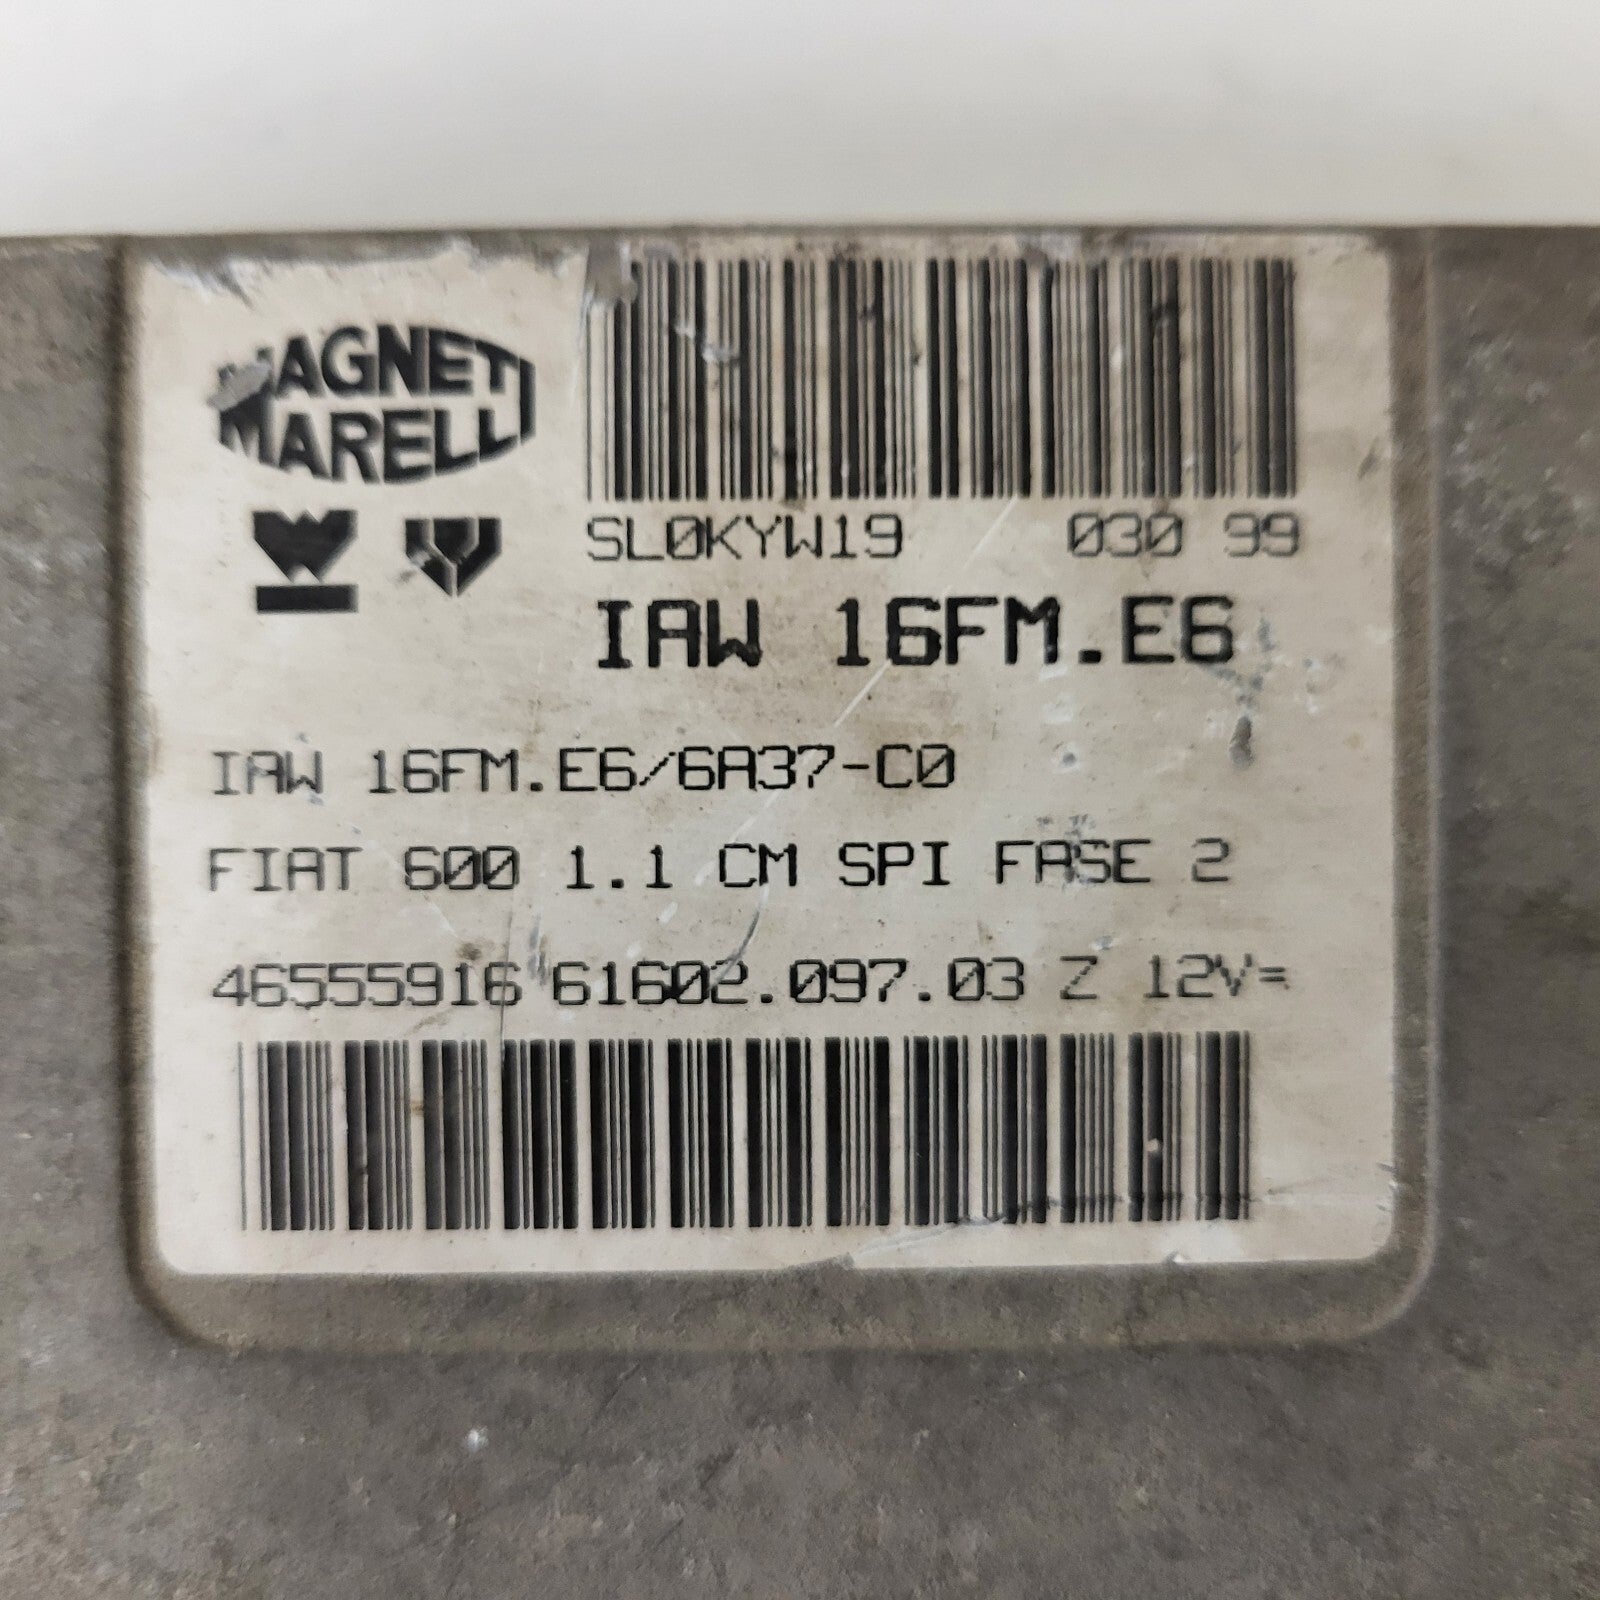 MAGNETI
MARELLI
SL0KYW19 030 99
IAW 16FM.E6
IAW 16FM.E6/6A37-C0
FIAT 600 1.1 CM SPI FASE 2
46555916 61602.097.03 Z 12V=